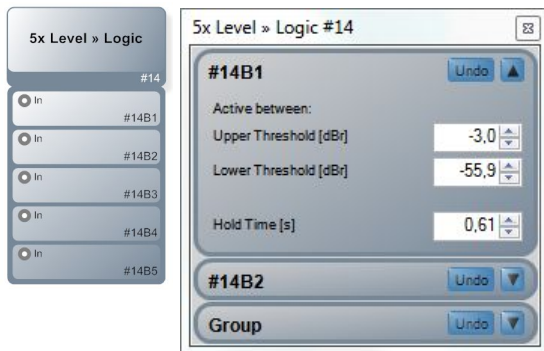 5x Level » Logic
#14
In
#14B1
In
#14B2
In
#14B3
In
#14B4
In
#14B5
5x Level » Logic #14
#14B1 Undo
Active between:
Upper Threshold [dBr] -3,0
Lower Threshold [dBr] -55,9
Hold Time [s] 0,61
#14B2 Undo
Group Undo